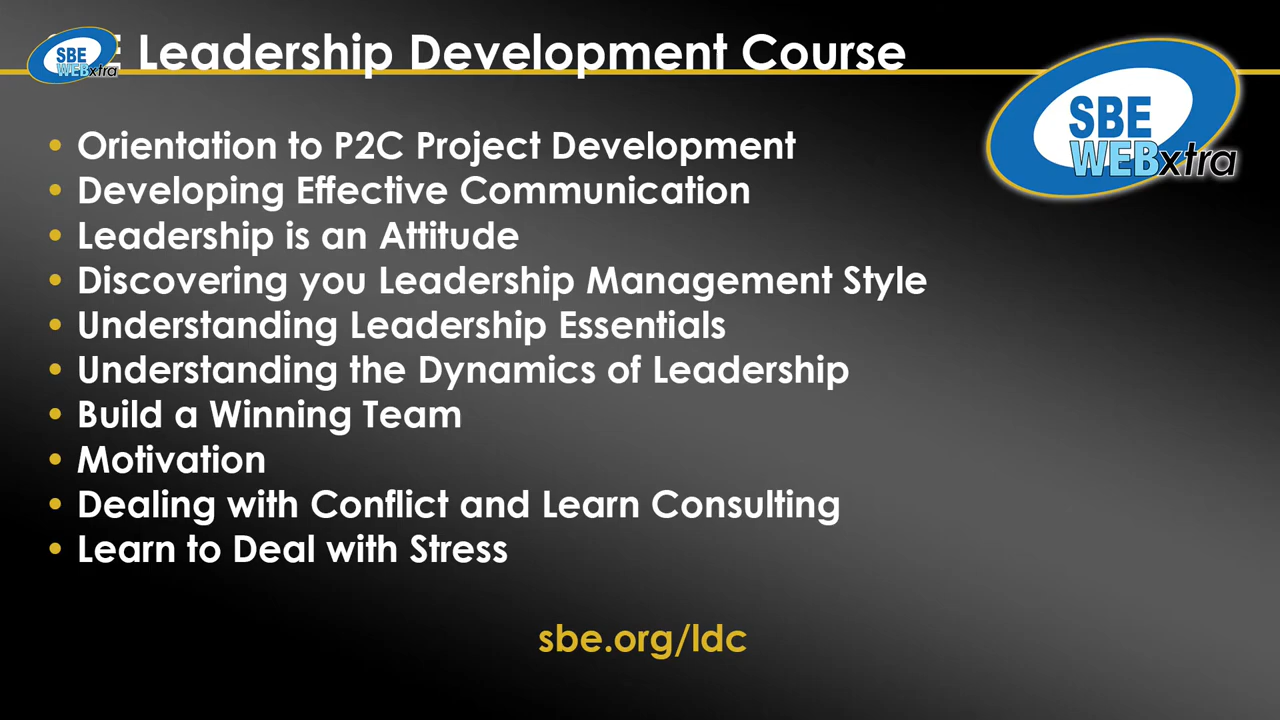 SBE
WEBxtra
E Leadership Development Course
SBE
WEBxtra
• Orientation to P2C Project Development
• Developing Effective Communication
• Leadership is an Attitude
• Discovering you Leadership Management Style
• Understanding Leadership Essentials
• Understanding the Dynamics of Leadership
• Build a Winning Team
• Motivation
• Dealing with Conflict and Learn Consulting
• Learn to Deal with Stress
sbe.org/ldc